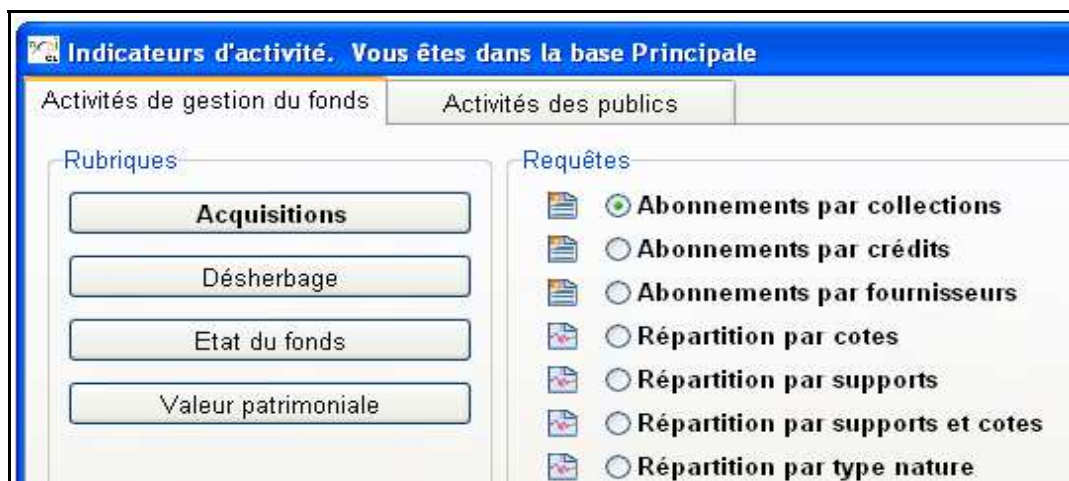 Indicateurs d'activité. Vous êtes dans la base Principale
Activités de gestion du fonds
Activités des publics
Rubriques
Acquisitions
Désherbage
Etat du fonds
Valeur patrimoniale
Requêtes
Abonnements par collections
Abonnements par crédits
Abonnements par fournisseurs
Répartition par cotes
Répartition par supports
Répartition par supports et cotes
Répartition par type nature